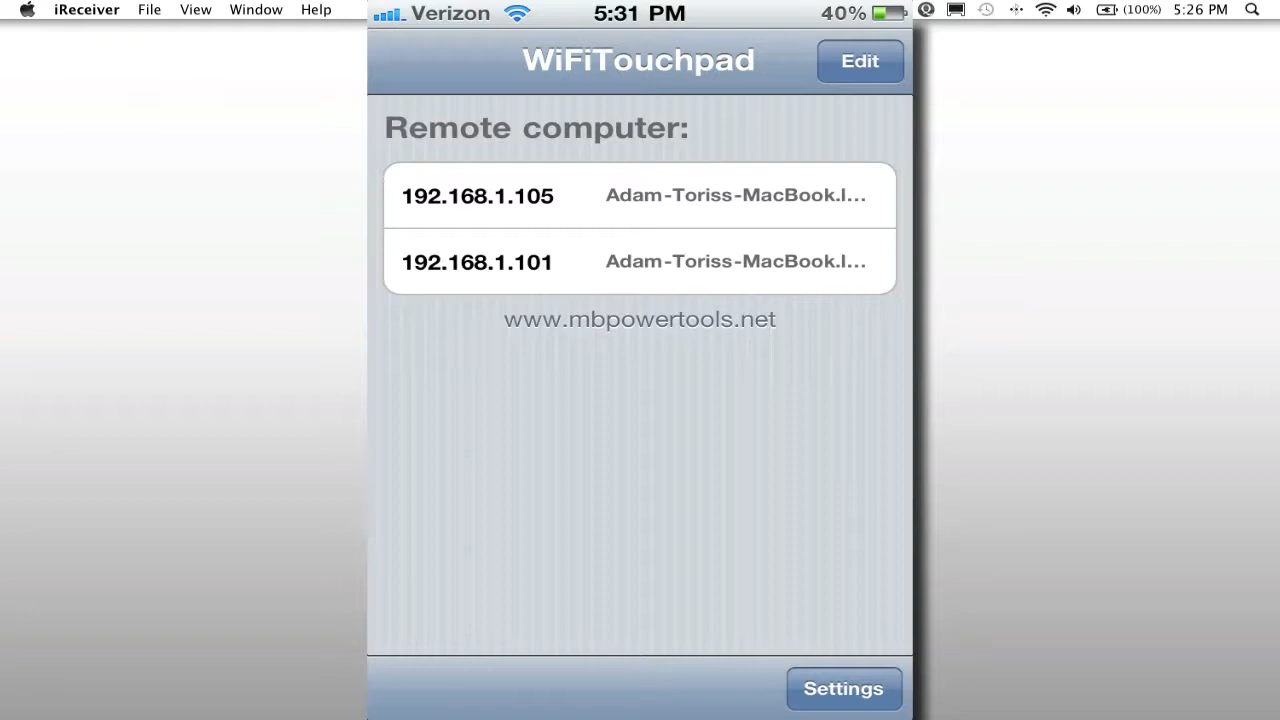 iReceiver File View Window Help
Verizon 5:31 PM 40%
(100%) 5:26 PM
WiFiTouchpad
Edit
Remote computer:
192.168.1.105 Adam-Toriss-MacBook.l...
192.168.1.101 Adam-Toriss-MacBook.l...
www.mbpowertools.net
Settings